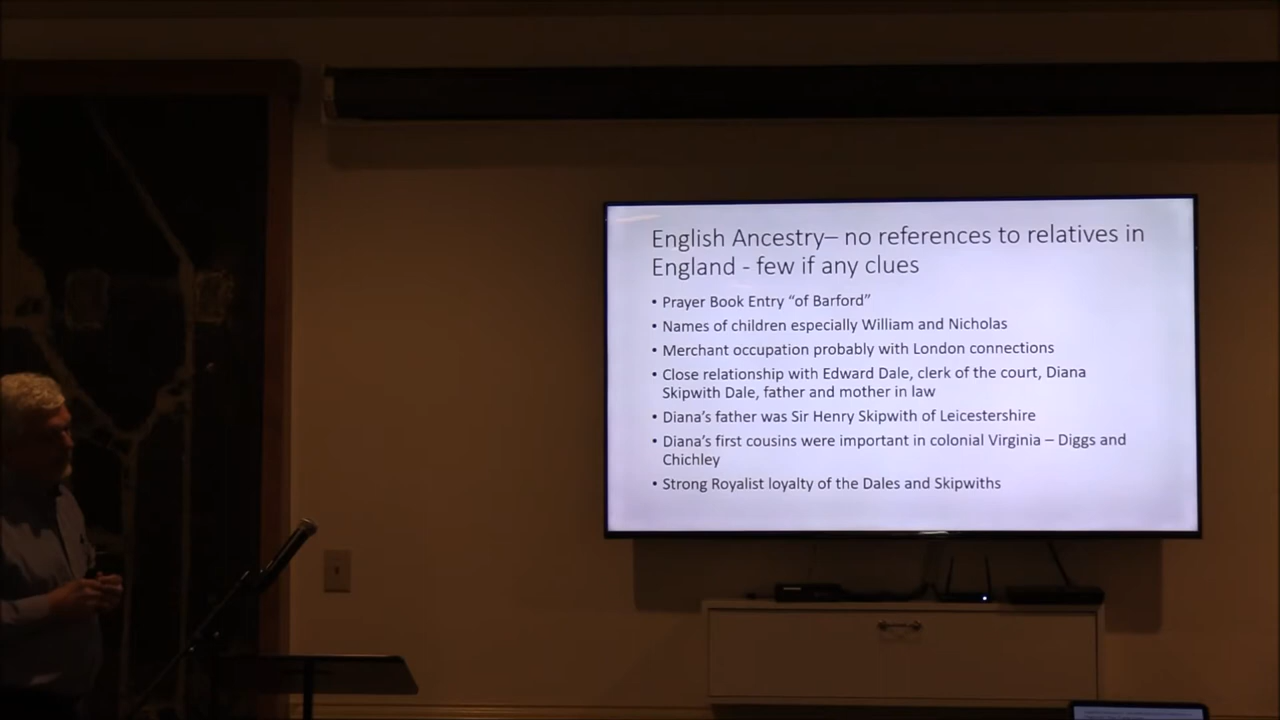 English Ancestry– no references to relatives in
England - few if any clues
• Prayer Book Entry “of Barford”
• Names of children especially William and Nicholas
• Merchant occupation probably with London connections
• Close relationship with Edward Dale, clerk of the court, Diana
Skipwith Dale, father and mother in law
• Diana’s father was Sir Henry Skipwith of Leicestershire
• Diana’s first cousins were important in colonial Virginia – Diggs and
Chichley
• Strong Royalist loyalty of the Dales and Skipwiths